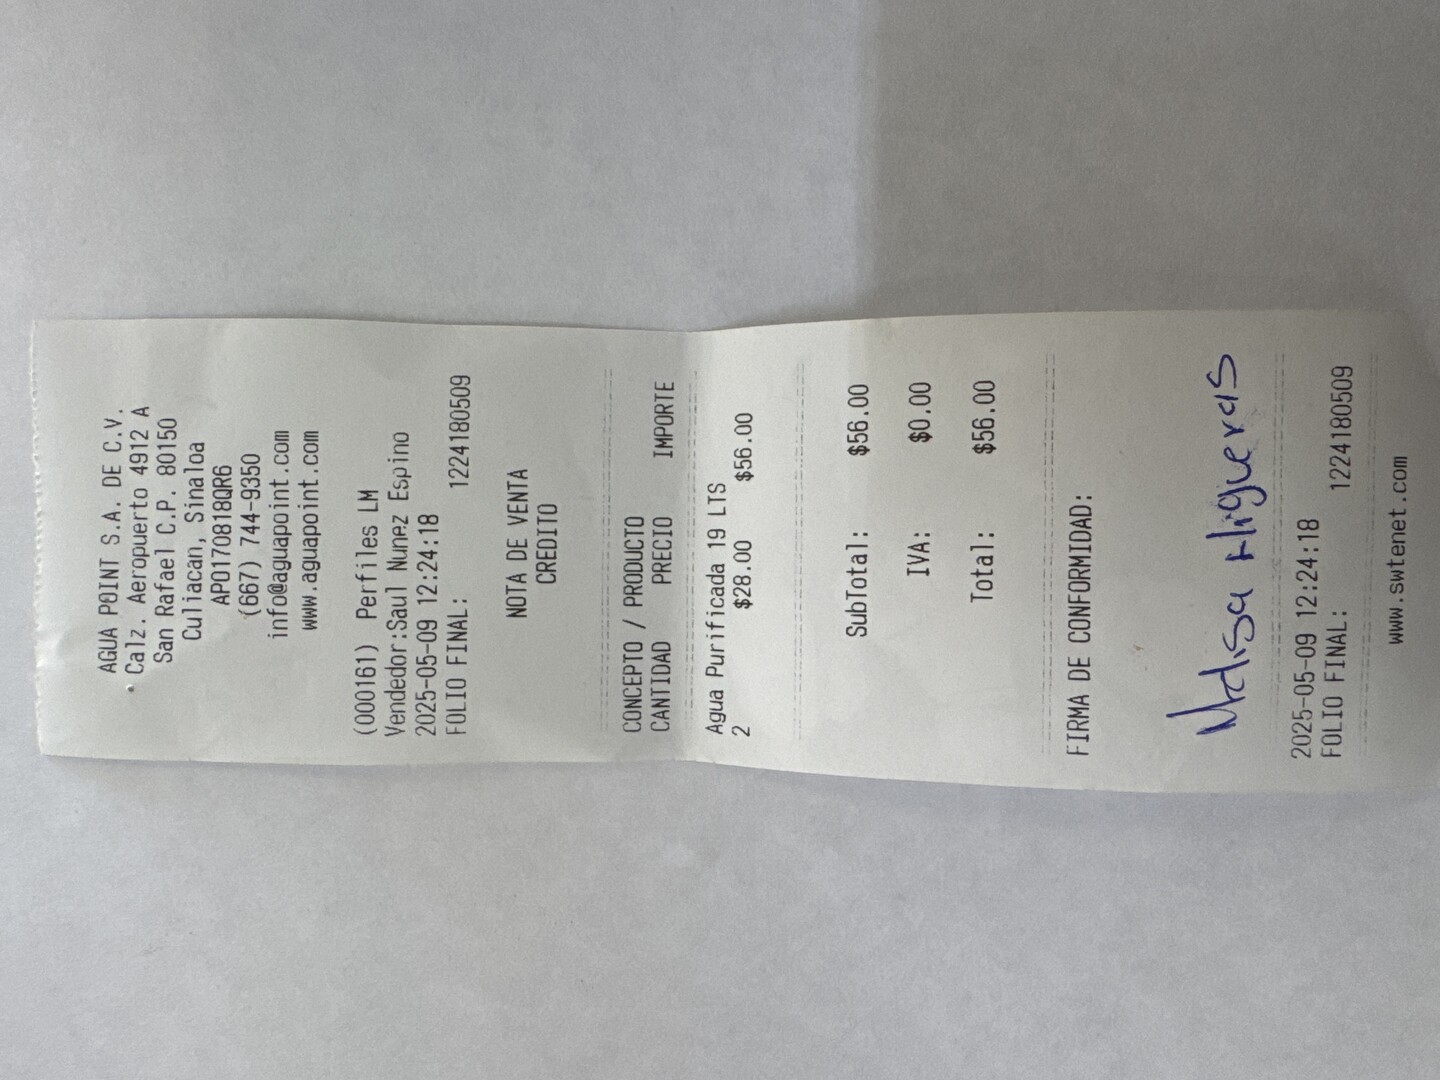 AGUA POINT S.A. DE C.V.
Calz. Aeropuerto 4912 A
San Rafael C.P. 80150
Culiacan, Sinaloa
APO170818QR6
(667) 744-9350
info@aguapoint.com
www.aguapoint.com
(000161) Perfiles LM
Vendedor:Saul Nunez Espino
2025-05-09 12:24:18
FOLIO FINAL: 1224180509
NOTA DE VENTA
CREDITO
CONCEPTO / PRODUCTO
CANTIDAD PRECIO IMPORTE
Agua Purificada 19 LTS
2 $28.00 $56.00
SubTotal: $56.00
IVA: $0.00
Total: $56.00
FIRMA DE CONFORMIDAD:
Higueras
2025-05-09 12:24:18
FOLIO FINAL: 1224180509
www.swtenet.com